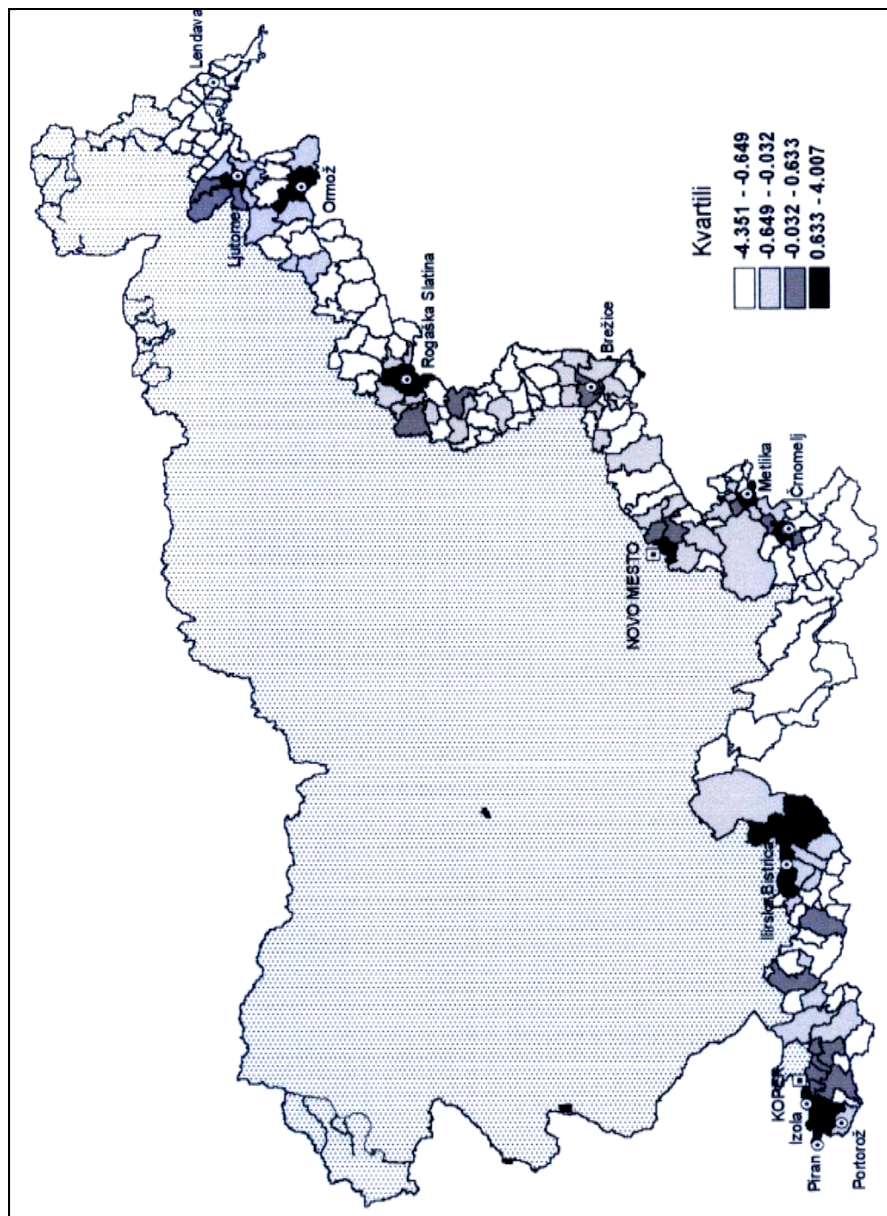 Lendava
Ljutomer
Ormož
Rogaška Slatina
Brežice
NOVO MESTO
Metlika
Črnomelj
Ilirska Bistrica
KOPER
Izola
Piran
Portorož
Kvartili
-4.351 - -0.649
-0.649 - -0.032
-0.032 - 0.633
0.633 - 4.007